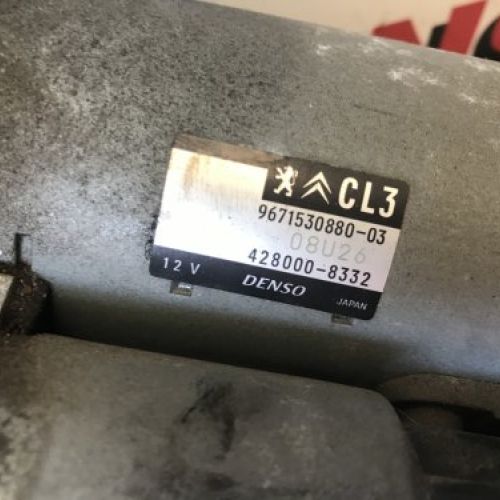 CL3
9671530880-03
08U26
12V 428000-8332
DENSO JAPAN